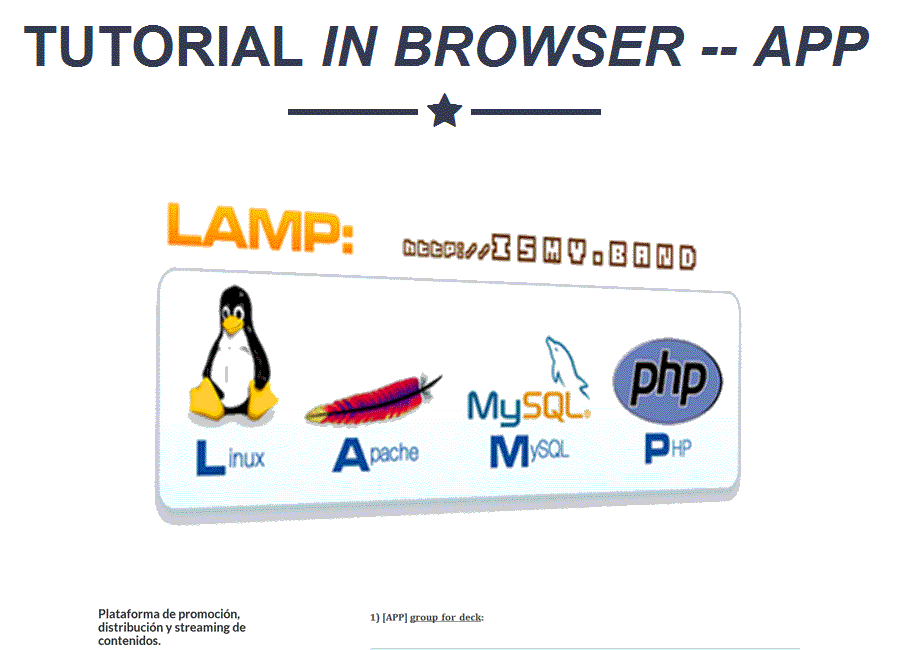 TUTORIAL IN BROWSER -- APP
LAMP:
http://ISMY.BAND
MySQL
php
Linux
Apache
MySQL
PHP
Plataforma de promoción,
distribución y streaming de
contenidos.
1) [APP] group for deck: